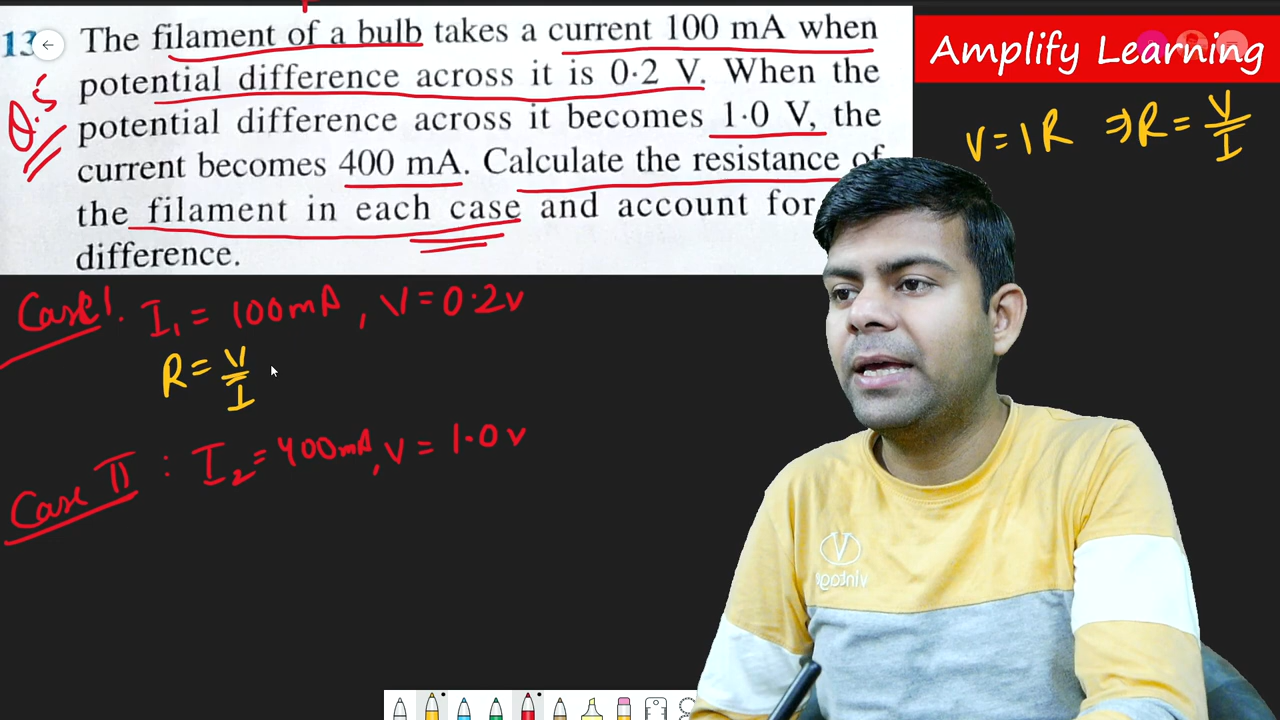 13
The filament of a bulb takes a current 100 mA when
potential difference across it is 0·2 V. When the
potential difference across it becomes 1·0 V, the
current becomes 400 mA. Calculate the resistance of
the filament in each case and account for
difference.
Amplify Learning
V=IR ⇒R=V/I
Case 1. I₁ = 100mA, V=0.2v
R=V/I
Case II : I₂=400mA, V=1.0v